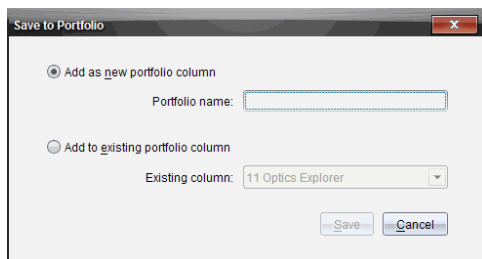 Save to Portfolio
Add as new portfolio column
Portfolio name:
Add to existing portfolio column
Existing column: 11 Optics Explorer
Save Cancel